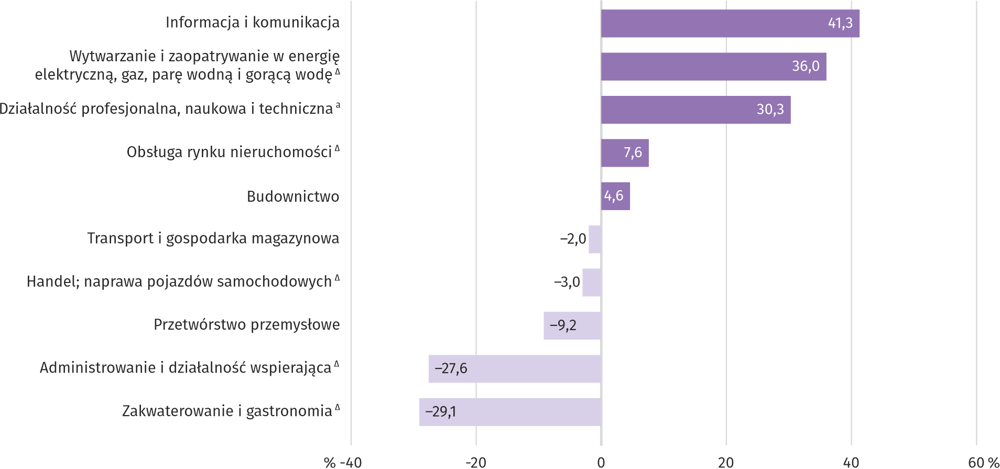 Informacja i komunikacja
41,3
Wytwarzanie i zaopatrywanie w energię
elektryczną, gaz, parę wodną i gorącą wodę Δ
36,0
Działalność profesjonalna, naukowa i techniczna a
30,3
Obsługa rynku nieruchomości Δ
7,6
Budownictwo
4,6
Transport i gospodarka magazynowa
–2,0
Handel; naprawa pojazdów samochodowych Δ
–3,0
Przetwórstwo przemysłowe
–9,2
Administrowanie i działalność wspierająca Δ
–27,6
Zakwaterowanie i gastronomia Δ
–29,1
% -40 -20 0 20 40 60 %